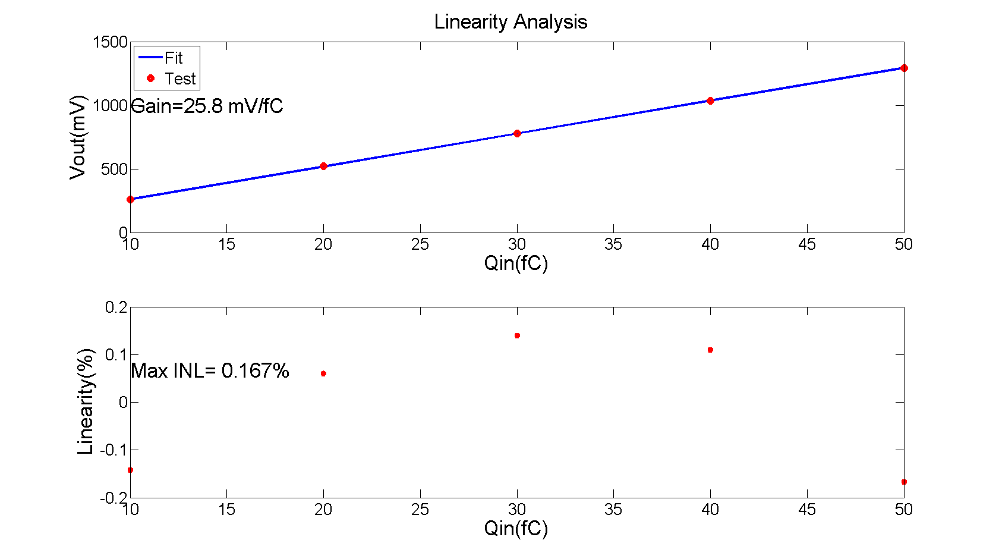 Linearity Analysis
1500
1000
500
0
Vout(mV)
Fit
Test
Gain=25.8 mV/fC
10 15 20 25 30 35 40 45 50
Qin(fC)
0.2
0.1
0
-0.1
-0.2
Linearity(%)
Max INL= 0.167%
10 15 20 25 30 35 40 45 50
Qin(fC)